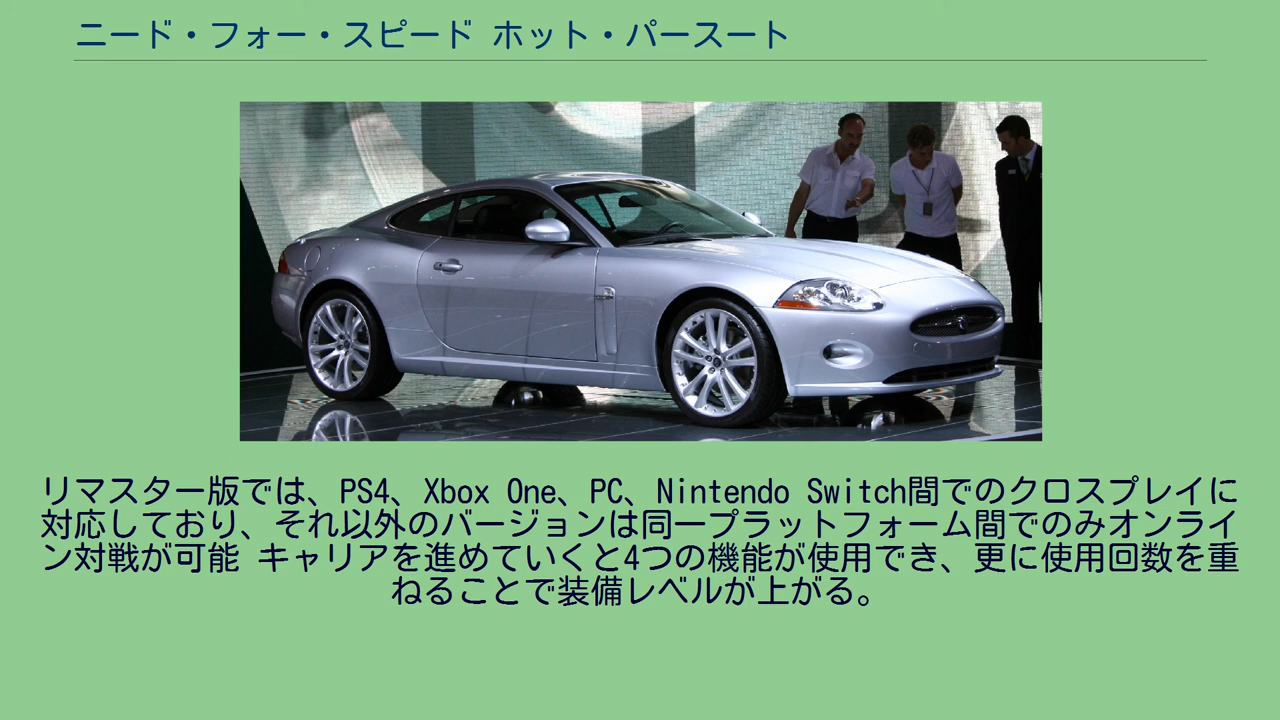 ニード・フォー・スピード ホット・パースート
リマスター版では、PS4、Xbox One、PC、Nintendo Switch間でのクロスプレイに
対応しており、それ以外のバージョンは同一プラットフォーム間でのみオンライ
ン対戦が可能 キャリアを進めていくと4つの機能が使用でき、更に使用回数を重
ねることで装備レベルが上がる。